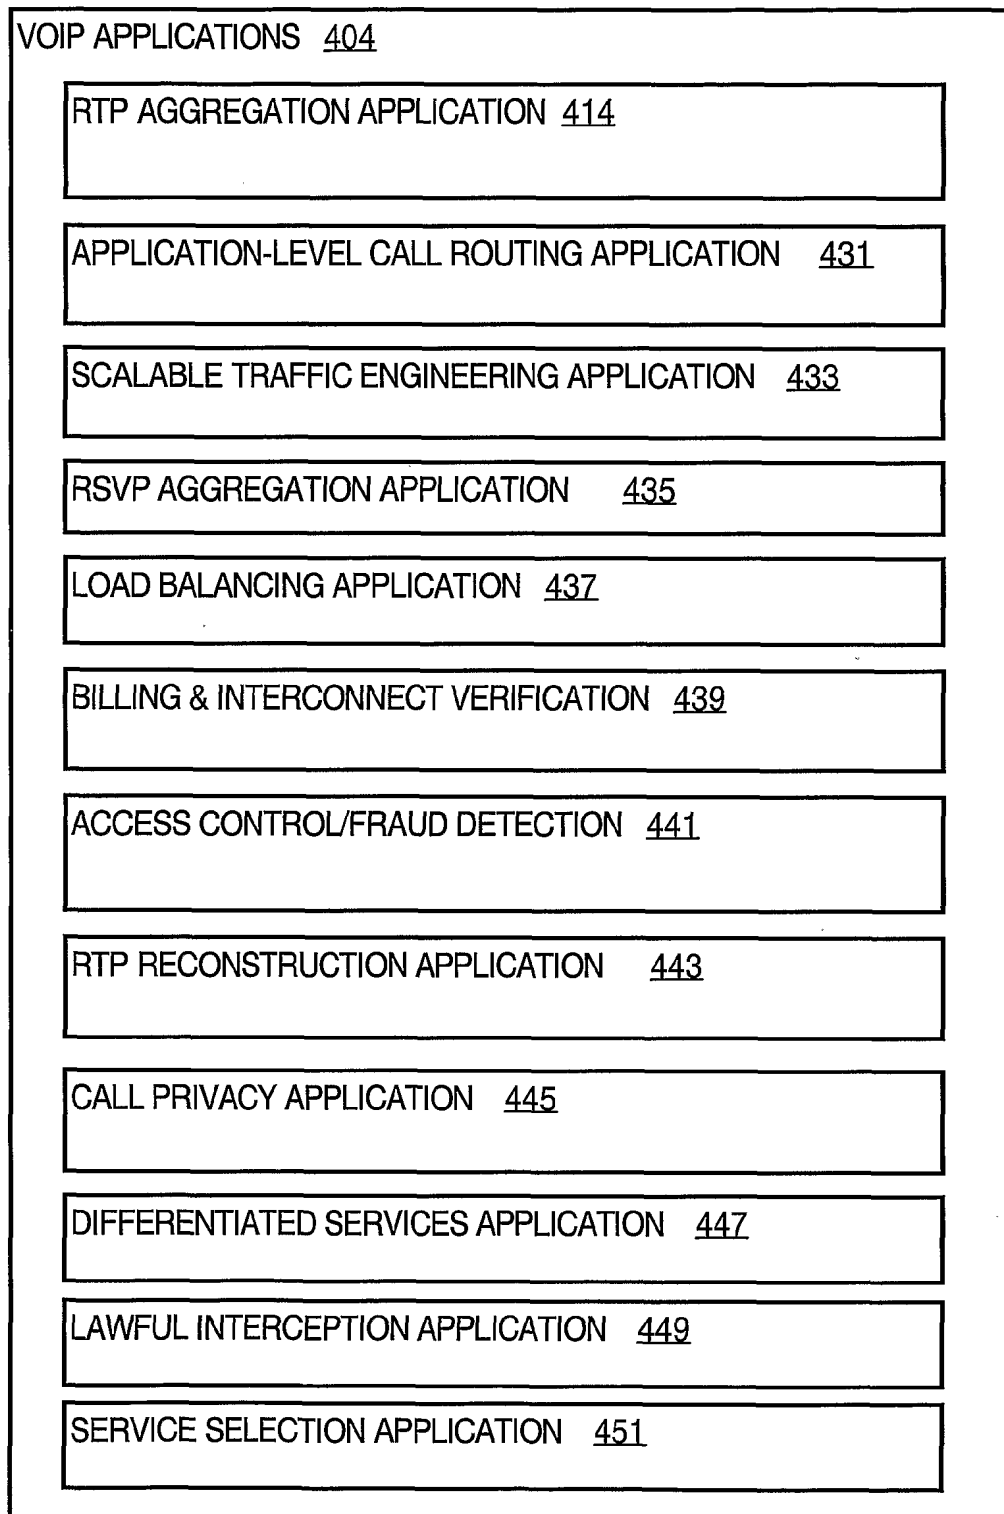 VOIP APPLICATIONS 404
RTP AGGREGATION APPLICATION 414
APPLICATION-LEVEL CALL ROUTING APPLICATION 431
SCALABLE TRAFFIC ENGINEERING APPLICATION 433
RSVP AGGREGATION APPLICATION 435
LOAD BALANCING APPLICATION 437
BILLING & INTERCONNECT VERIFICATION 439
ACCESS CONTROL/FRAUD DETECTION 441
RTP RECONSTRUCTION APPLICATION 443
CALL PRIVACY APPLICATION 445
DIFFERENTIATED SERVICES APPLICATION 447
LAWFUL INTERCEPTION APPLICATION 449
SERVICE SELECTION APPLICATION 451